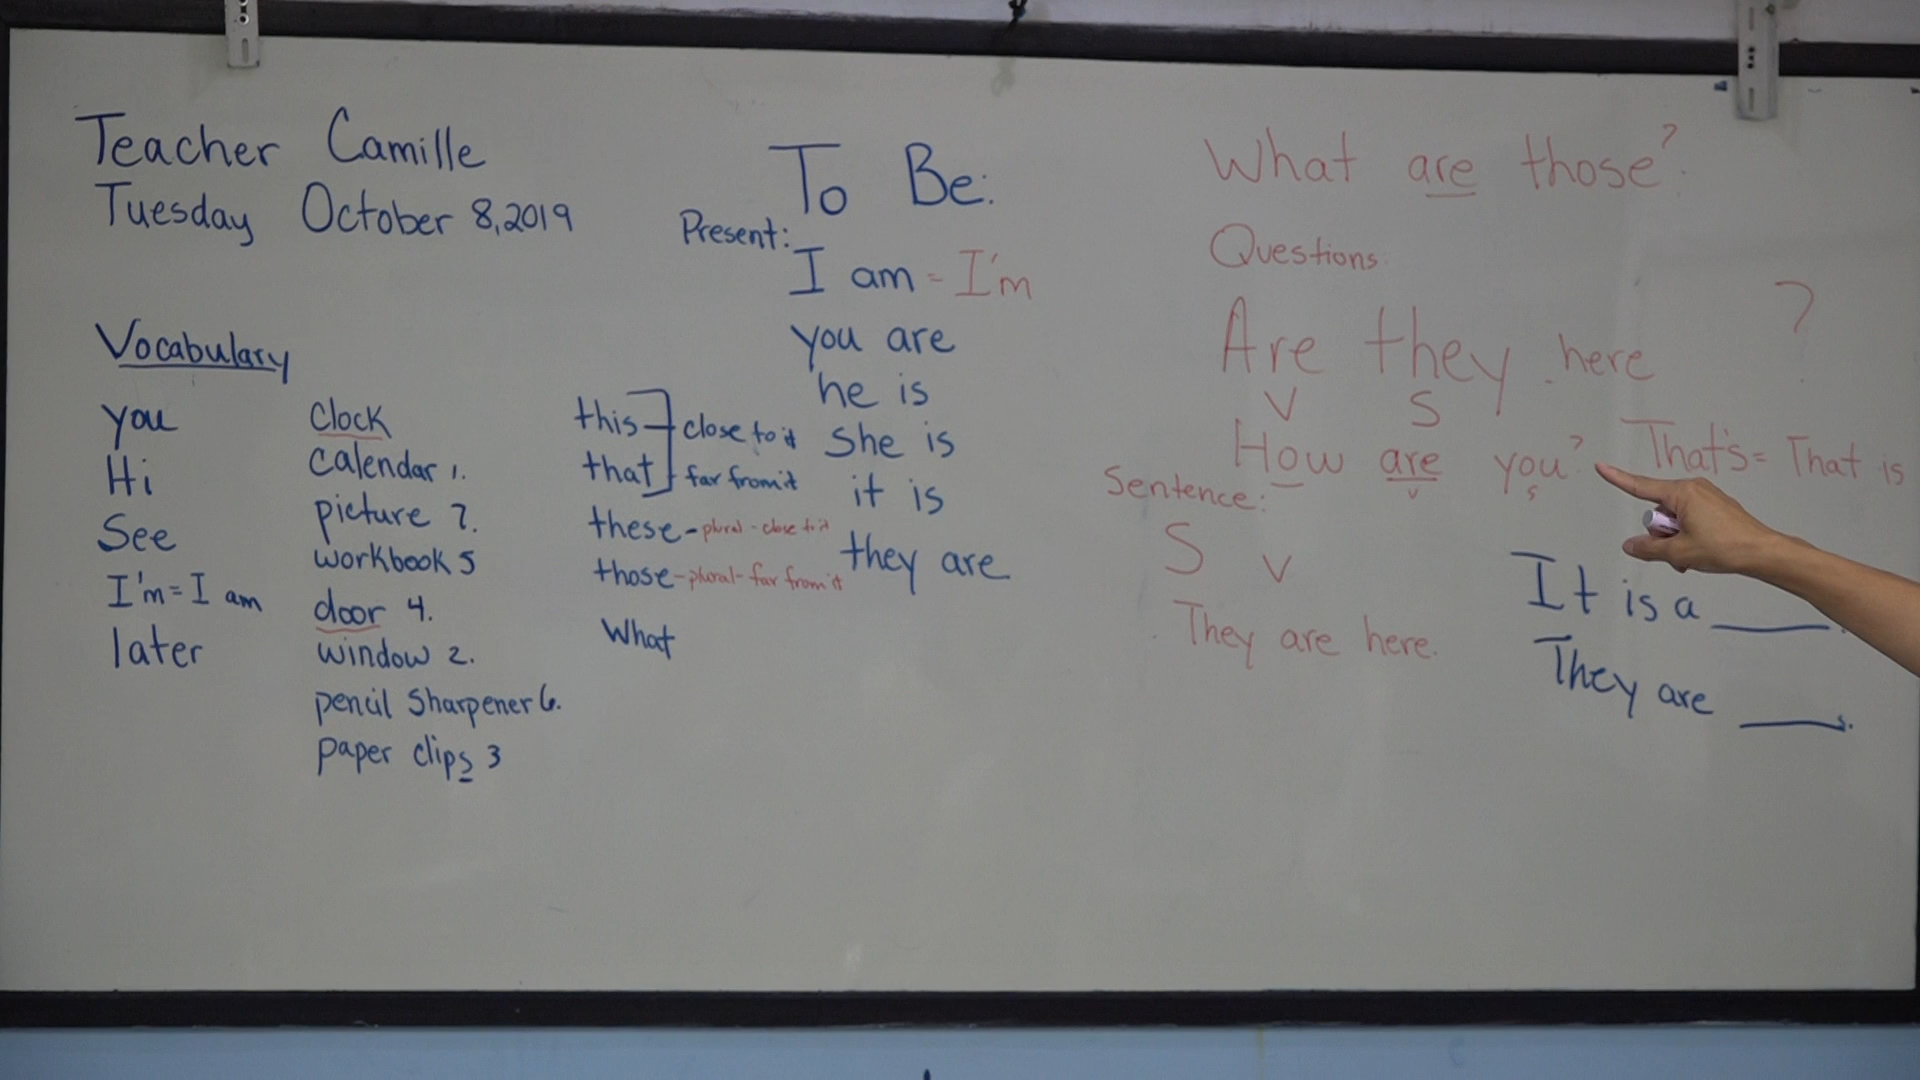 Teacher Camille
Tuesday October 8, 2019
Vocabulary
you
Hi
See
I'm = I am
later
Clock
calendar 1.
picture 7.
workbook 5
door 4.
window 2.
pencil Sharpener 6.
paper clips 3
this
that
close to it
far from it
these - plural - close to it
those - plural - far from it
What
To Be:
Present:
I am = I'm
you are
he is
She is
it is
they are
What are those?
Questions
Are they here ?
V S
How are you?
v s
That's = That is
Sentence:
S v
They are here.
It is a ____.
They are ____s.